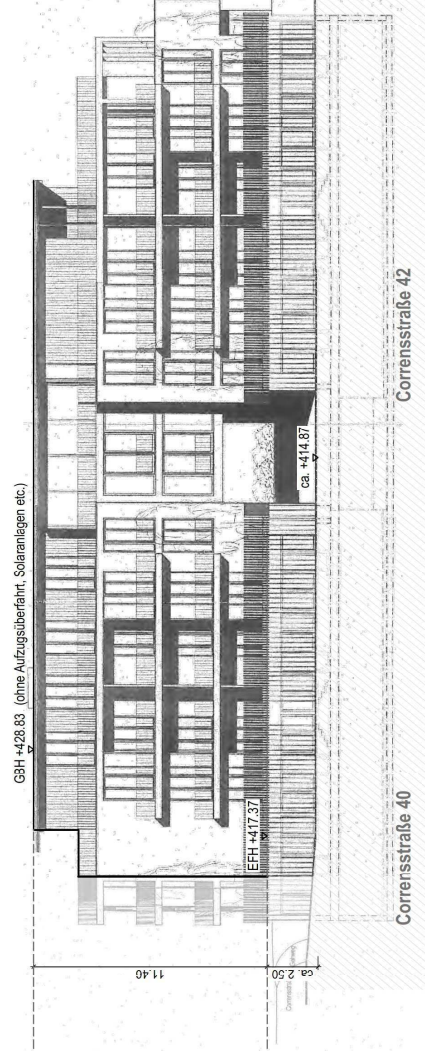 GBH +428.83 (ohne Aufzugsüberfahrt, Solaranlagen etc.)
11.46
EFH +417.37
ca. 2.50
ca. +414.87
Corrensstraße 40
Corrensstraße 42